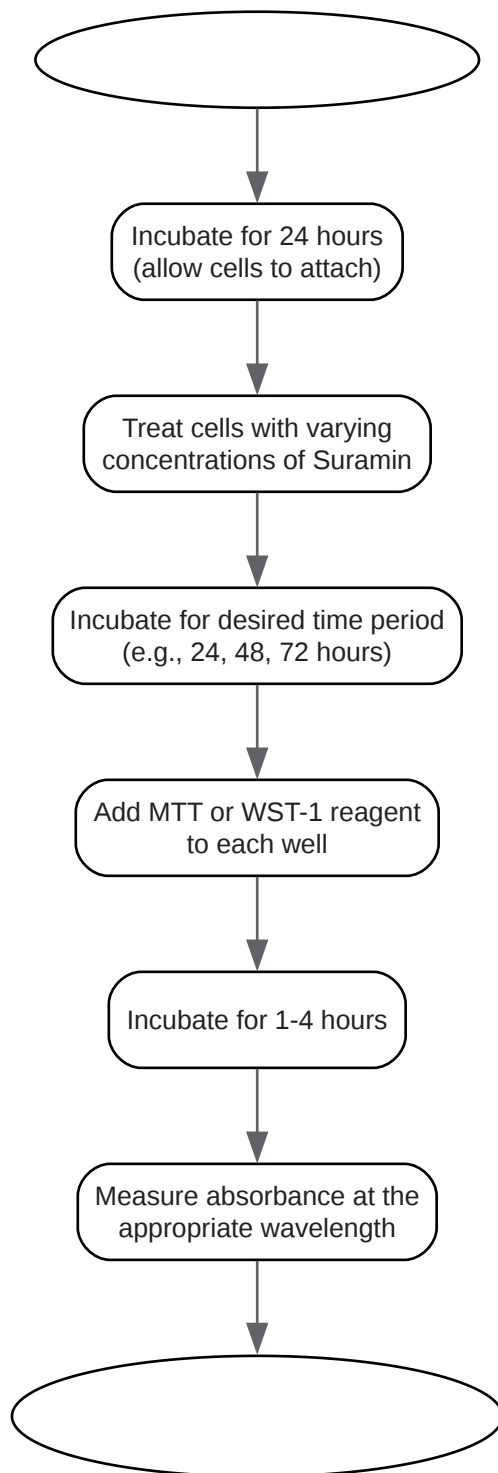 Incubate for 24 hours
(allow cells to attach)
Treat cells with varying
concentrations of Suramin
Incubate for desired time period
(e.g., 24, 48, 72 hours)
Add MTT or WST-1 reagent
to each well
Incubate for 1-4 hours
Measure absorbance at the
appropriate wavelength